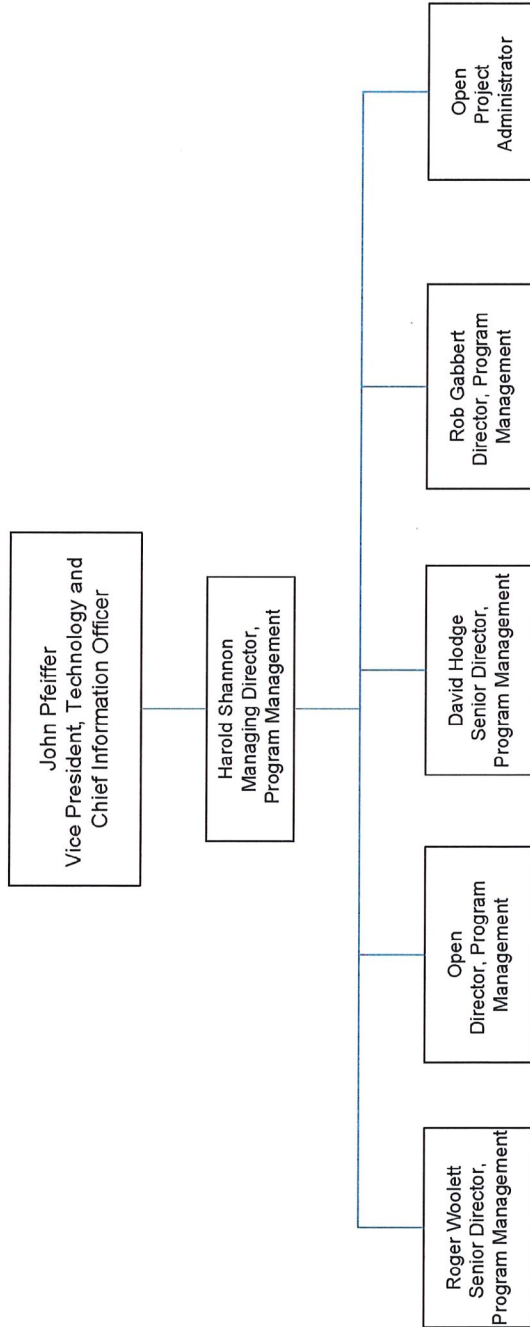 John Pfeiffer
Vice President, Technology and
Chief Information Officer
Harold Shannon
Managing Director,
Program Management
Roger Woolett
Senior Director,
Program Management
Open
Director, Program
Management
David Hodge
Senior Director,
Program Management
Rob Gabbert
Director, Program
Management
Open
Project
Administrator